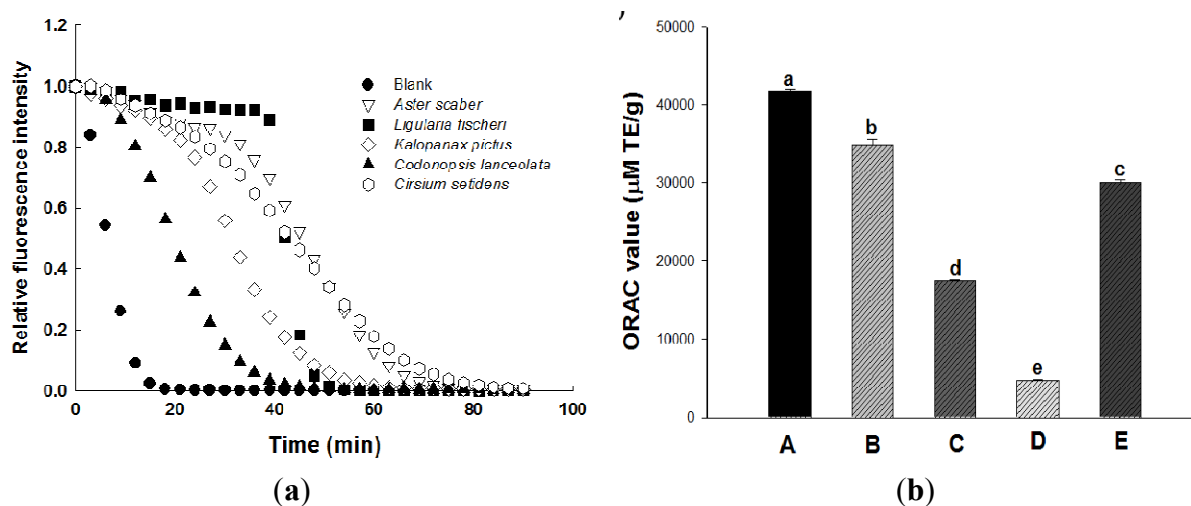 1.2
1.0
0.8
0.6
0.4
0.2
0.0
0
20
40
60
80
100
Relative fluorescence intensity
Time (min)
Blank
Aster scaber
Ligularia fischeri
Kalopanax pictus
Codonopsis lanceolata
Cirsium setidens
(a)
,
50000
40000
30000
20000
10000
0
ORAC value (μM TE/g)
a
b
d
e
c
A
B
C
D
E
(b)